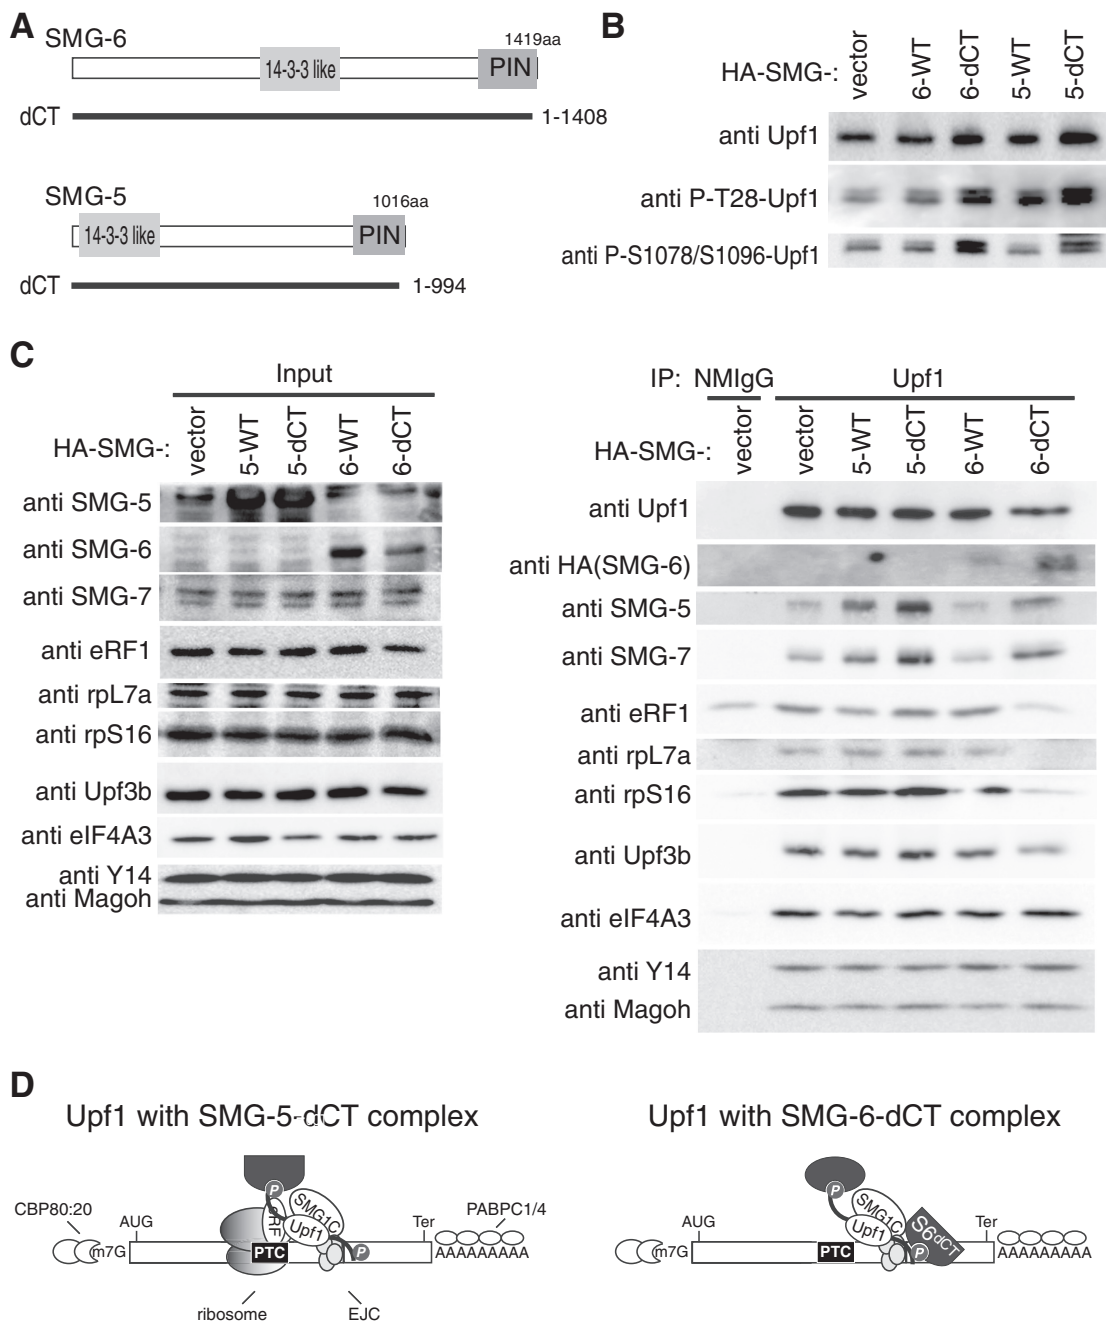 A
SMG-6
1419aa
14-3-3 like
PIN
dCT
1-1408
SMG-5
1016aa
14-3-3 like
PIN
dCT
1-994
B
HA-SMG-:
vector
6-WT
6-dCT
5-WT
5-dCT
anti Upf1
anti P-T28-Upf1
anti P-S1078/S1096-Upf1
C
Input
HA-SMG-:
vector
5-WT
5-dCT
6-WT
6-dCT
anti SMG-5
anti SMG-6
anti SMG-7
anti eRF1
anti rpL7a
anti rpS16
anti Upf3b
anti eIF4A3
anti Y14
anti Magoh
IP: NMIgG Upf1
HA-SMG-:
vector
vector
5-WT
5-dCT
6-WT
6-dCT
anti Upf1
anti HA(SMG-6)
anti SMG-5
anti SMG-7
anti eRF1
anti rpL7a
anti rpS16
anti Upf3b
anti eIF4A3
anti Y14
anti Magoh
D
Upf1 with SMG-5-dCT complex
CBP80:20
AUG
m7G
P
SMG1C
eRF
Upf1
PTC
P
Ter
PABPC1/4
AAAAAAAAA
ribosome
EJC
Upf1 with SMG-6-dCT complex
AUG
m7G
P
SMG1C
Upf1
PTC
P
S6dCT
Ter
AAAAAAAAA